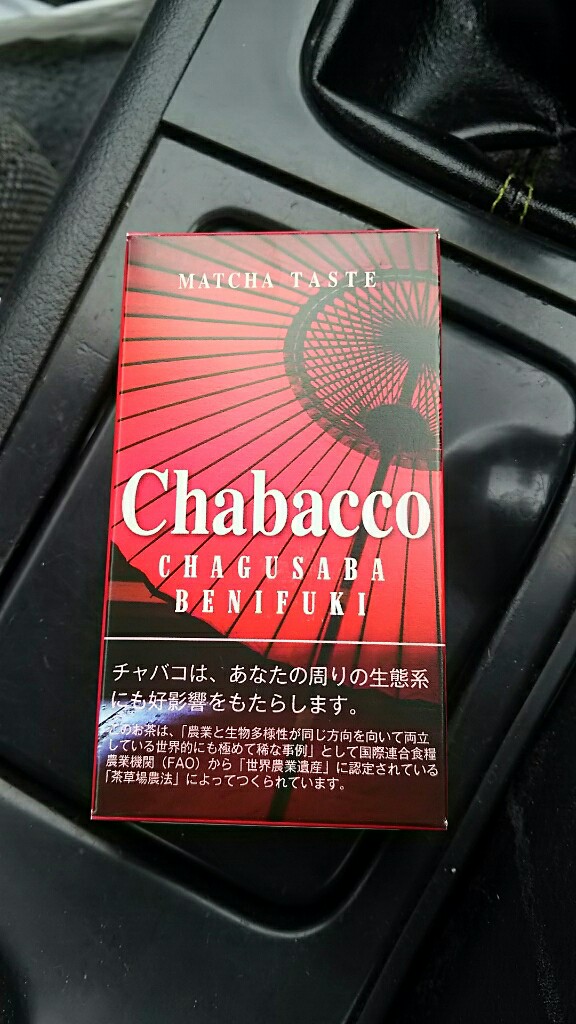 MATCHA TASTE
Chabacco
CHAGUSABA
BENIFUKI
チャバコは、あなたの周りの生態系
にも好影響をもたらします。
このお茶は、「農業と生物多様性が同じ方向を向いて両立
している世界的にも極めて稀な事例」として国際連合食糧
農業機関（FAO）から「世界農業遺産」に認定されている
「茶草場農法」によってつくられています。